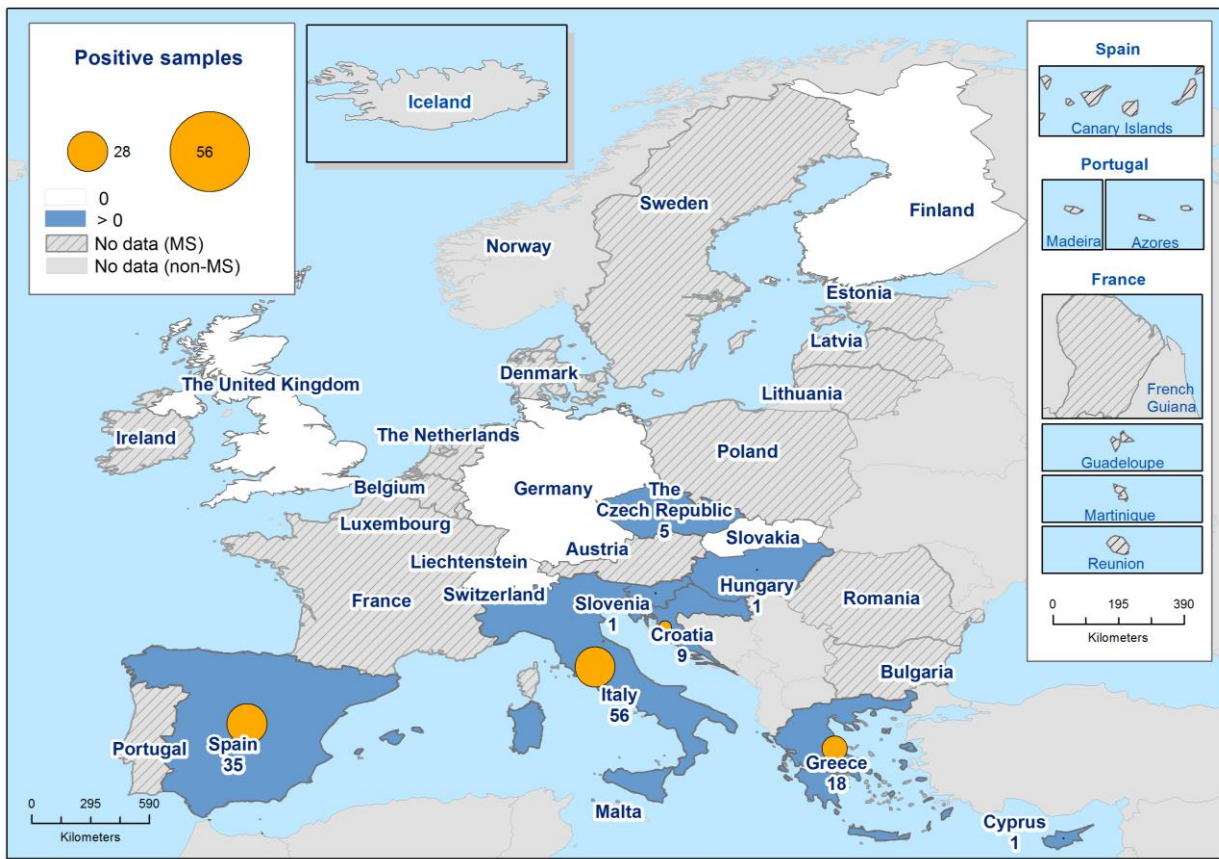 Positive samples
28
56
0
> 0
No data (MS)
No data (non-MS)
Iceland
Sweden
Finland
Norway
Estonia
Latvia
Denmark
Lithuania
The United Kingdom
Ireland
The Netherlands
Poland
Belgium
Germany
The
Czech Republic
5
Luxembourg
Slovakia
Austria
Liechtenstein
Hungary
1
Switzerland
France
Slovenia
1
Romania
Croatia
9
Bulgaria
Italy
56
Portugal
Spain
35
Greece
18
Malta
Cyprus
1
0 295 590
Kilometers
Spain
Canary Islands
Portugal
Madeira
Azores
France
French
Guiana
Guadeloupe
Martinique
Reunion
0 195 390
Kilometers